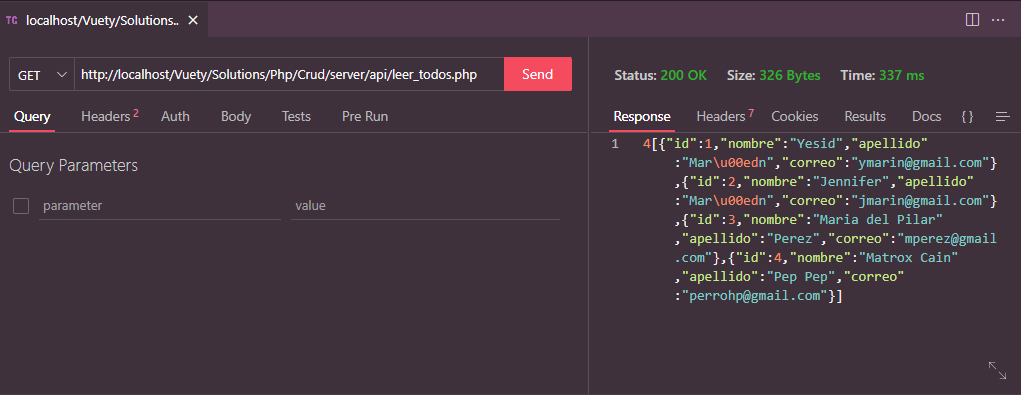 TC localhost/Vuety/Solutions..
GET http://localhost/Vuety/Solutions/Php/Crud/server/api/leer_todos.php Send
Query Headers 2 Auth Body Tests Pre Run
Query Parameters
parameter value
Status: 200 OK Size: 326 Bytes Time: 337 ms
Response Headers 7 Cookies Results Docs {}
1 4[{"id":1,"nombre":"Yesid","apellido"
:"Mar\u00edn","correo":"ymarin@gmail.com"}
,{"id":2,"nombre":"Jennifer","apellido"
:"Mar\u00edn","correo":"jmarin@gmail.com"}
,{"id":3,"nombre":"Maria del Pilar"
,"apellido":"Perez","correo":"mperez@gmail
.com"},{"id":4,"nombre":"Matrox Cain"
,"apellido":"Pep Pep","correo"
:"perrohp@gmail.com"}]